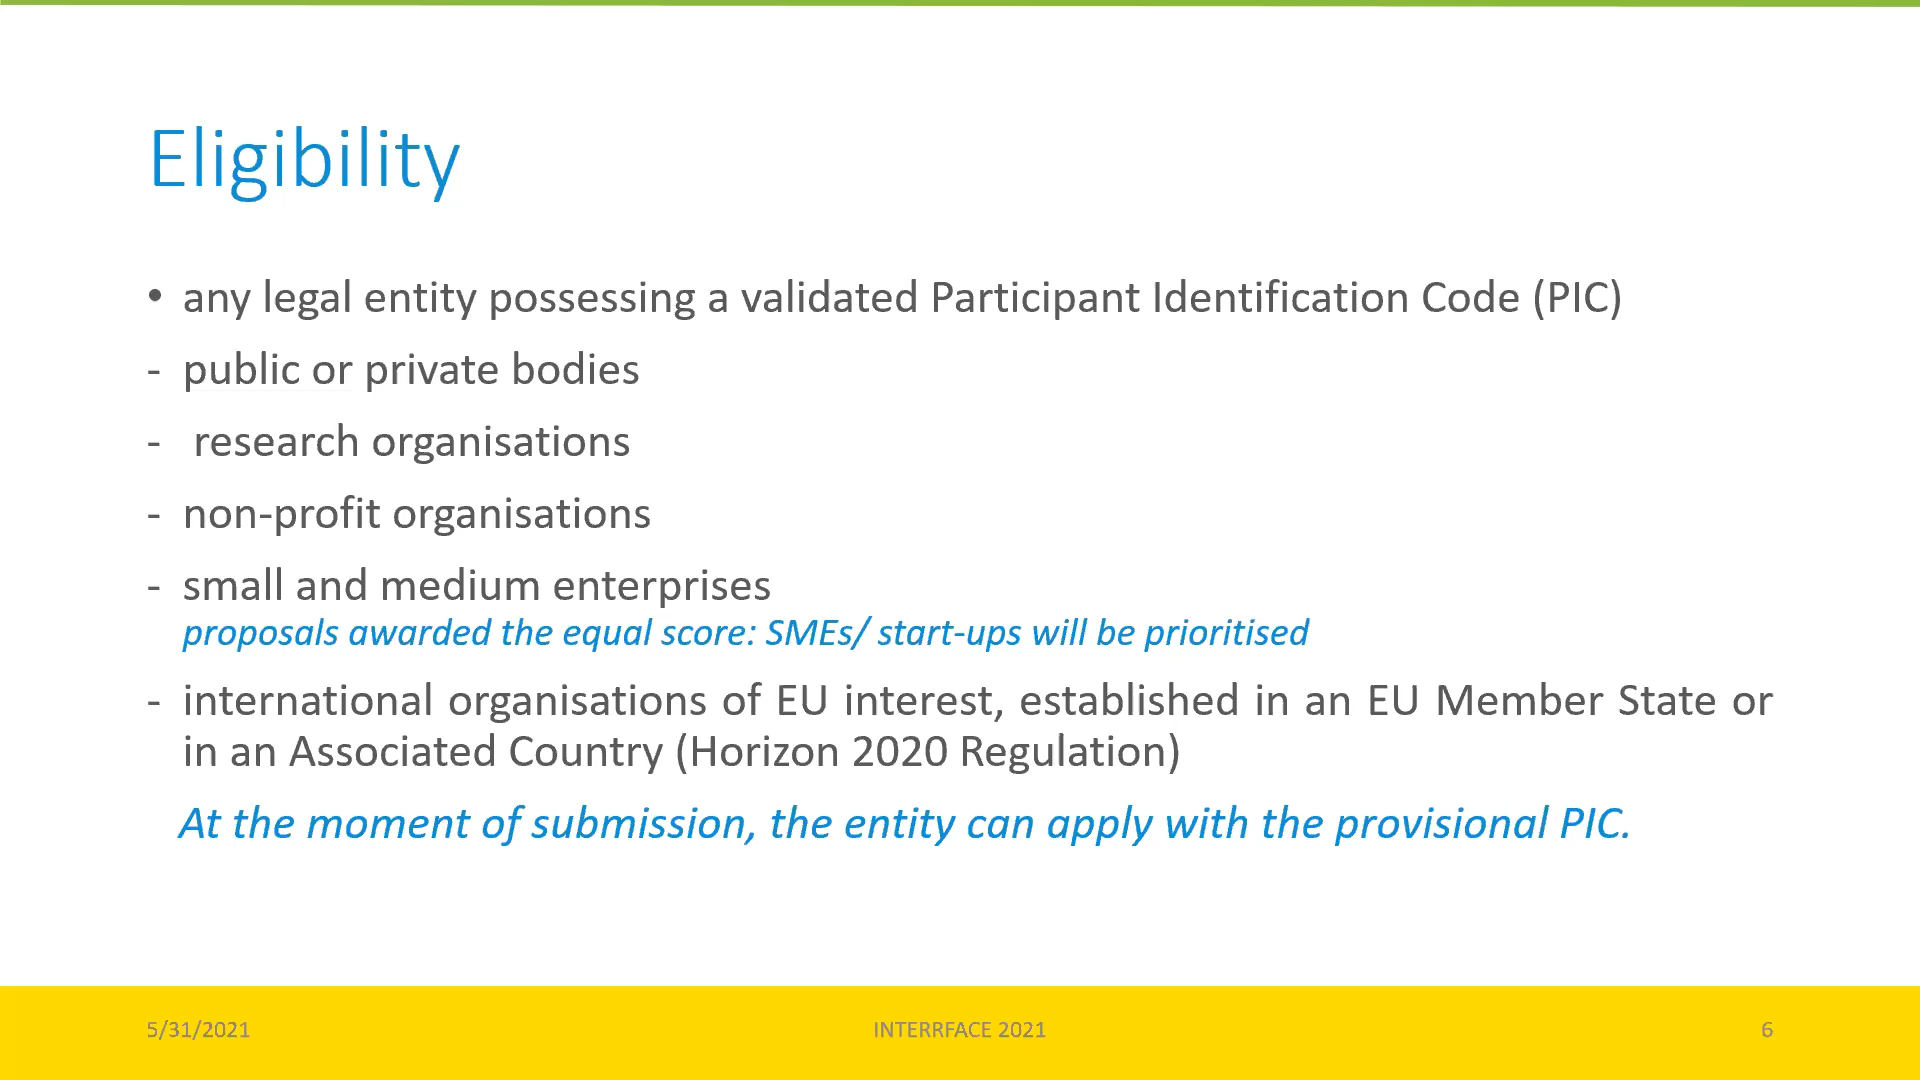 Eligibility
• any legal entity possessing a validated Participant Identification Code (PIC)
- public or private bodies
- research organisations
- non-profit organisations
- small and medium enterprises
proposals awarded the equal score: SMEs/ start-ups will be prioritised
- international organisations of EU interest, established in an EU Member State or
in an Associated Country (Horizon 2020 Regulation)
At the moment of submission, the entity can apply with the provisional PIC.
5/31/2021
INTERRFACE 2021
6